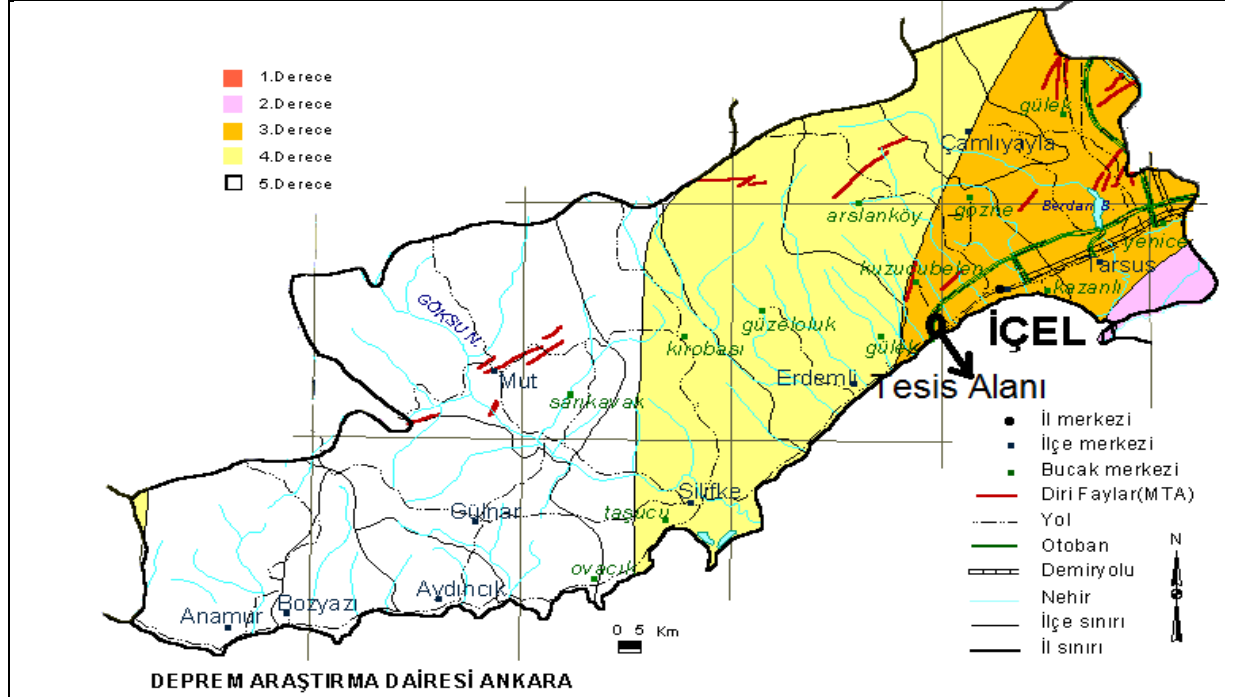 1.Derece
2.Derece
3.Derece
4.Derece
5.Derece
gülek
Çamlıyayla
arslanköy
gözne
Berdan B.
yenice
Tarsus
kuzucubelen
kazanlı
GÖKSU N.
güzeloluk
kırobası
gülek
İÇEL
Mut
Erdemli
Tesis Alanı
sarıkavak
Silifke
taşucu
Gülnar
ovacık
Aydıncık
Bozyazı
Anamur
İl merkezi
İlçe merkezi
Bucak merkezi
Diri Faylar(MTA)
Yol
Otoban
Demiryolu
Nehir
İlçe sınırı
İl sınırı
N
0 5 Km
DEPREM ARAŞTIRMA DAİRESİ ANKARA